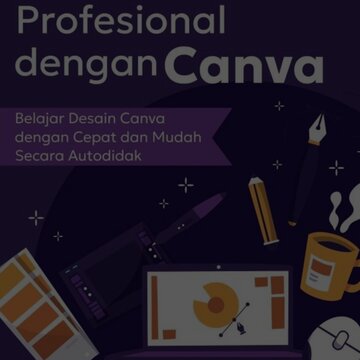 Profesional
dengan Canva
Belajar Desain Canva
dengan Cepat dan Mudah
Secara Autodidak